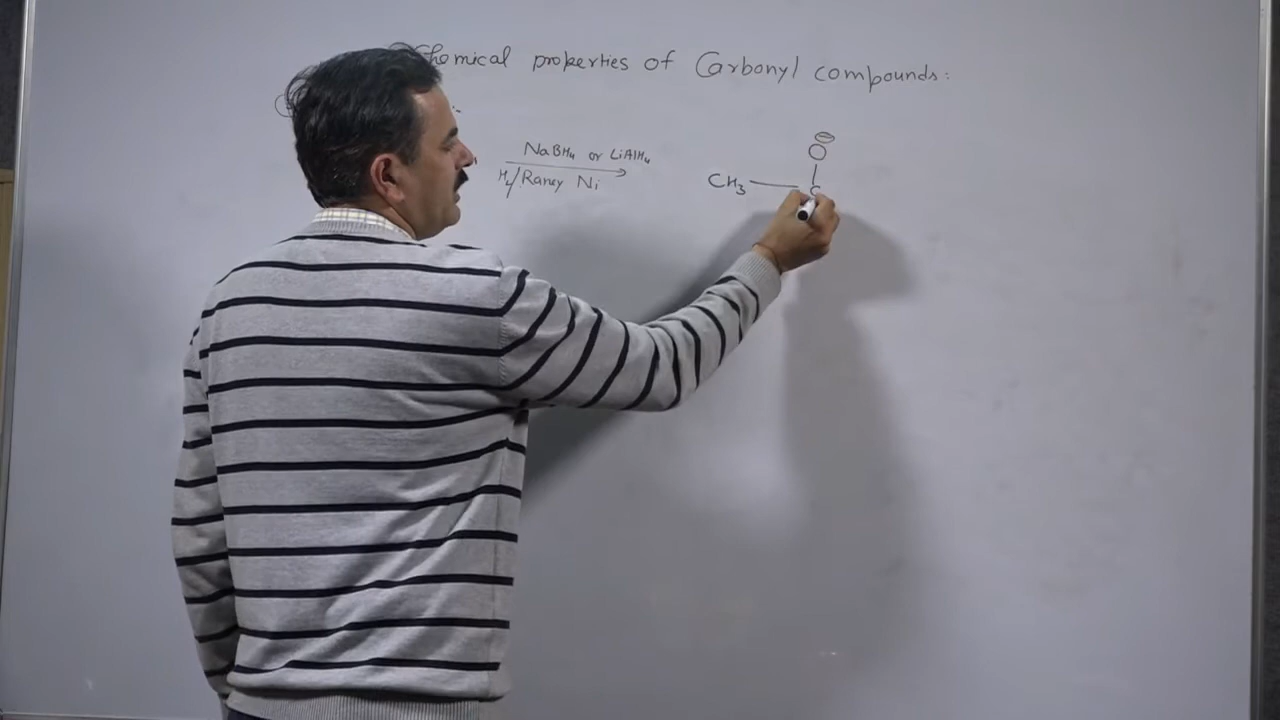 Chemical properties of Carbonyl compounds:
NaBH4 or LiAlH4
H2/Raney Ni
⊖
O
CH3 — C